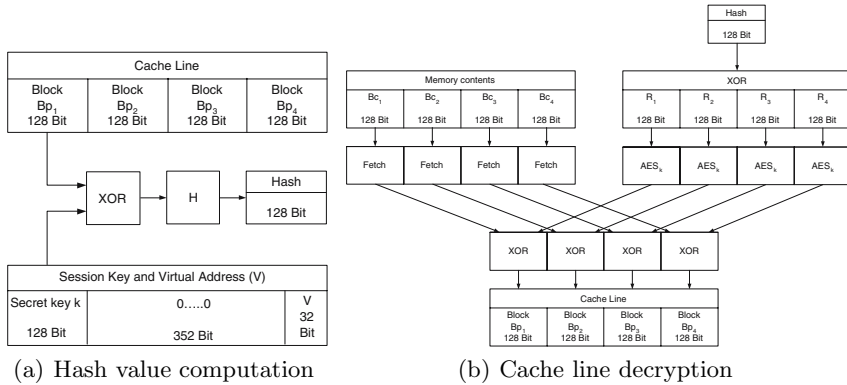 Cache Line
Block Block Block Block
Bp1 Bp2 Bp3 Bp4
128 Bit 128 Bit 128 Bit 128 Bit
XOR
H
Hash
128 Bit
Session Key and Virtual Address (V)
Secret key k 0.....0 V
32
128 Bit 352 Bit Bit
(a) Hash value computation
Hash
128 Bit
Memory contents
Bc1 Bc2 Bc3 Bc4
128 Bit 128 Bit 128 Bit 128 Bit
XOR
R1 R2 R3 R4
128 Bit 128 Bit 128 Bit 128 Bit
Fetch Fetch Fetch Fetch
AESk AESk AESk AESk
XOR XOR XOR XOR
Cache Line
Block Block Block Block
Bp1 Bp2 Bp3 Bp4
128 Bit 128 Bit 128 Bit 128 Bit
(b) Cache line decryption